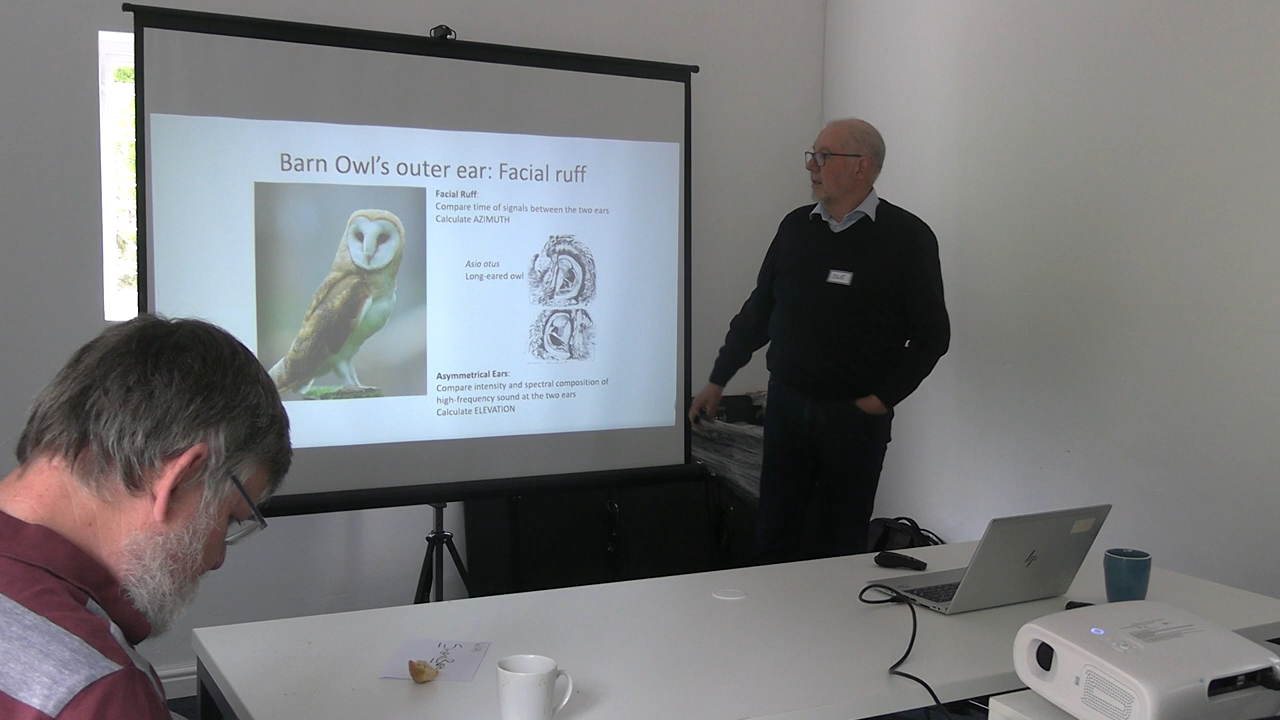 Barn Owl's outer ear: Facial ruff
Facial Ruff:
Compare time of signals between the two ears
Calculate AZIMUTH
Asio otus
Long-eared owl
Asymmetrical Ears:
Compare intensity and spectral composition of
high-frequency sound at the two ears
Calculate ELEVATION
hp